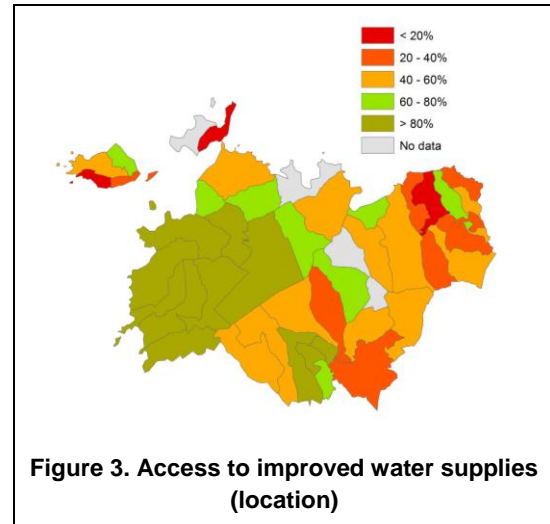 < 20%
20 - 40%
40 - 60%
60 - 80%
> 80%
No data
Figure 3. Access to improved water supplies
(location)